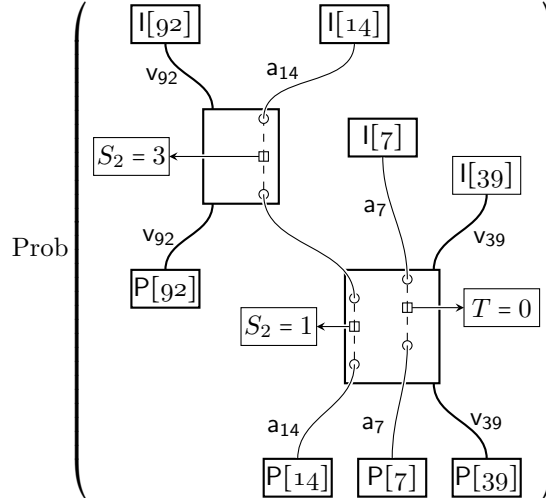 I[92] I[14]
v₉₂ a₁₄
I[7]
S₂ = 3
I[39]
a₇
v₉₂ v₃₉
Prob
P[92]
T = 0
S₂ = 1
a₁₄ a₇ v₃₉
P[14] P[7] P[39]